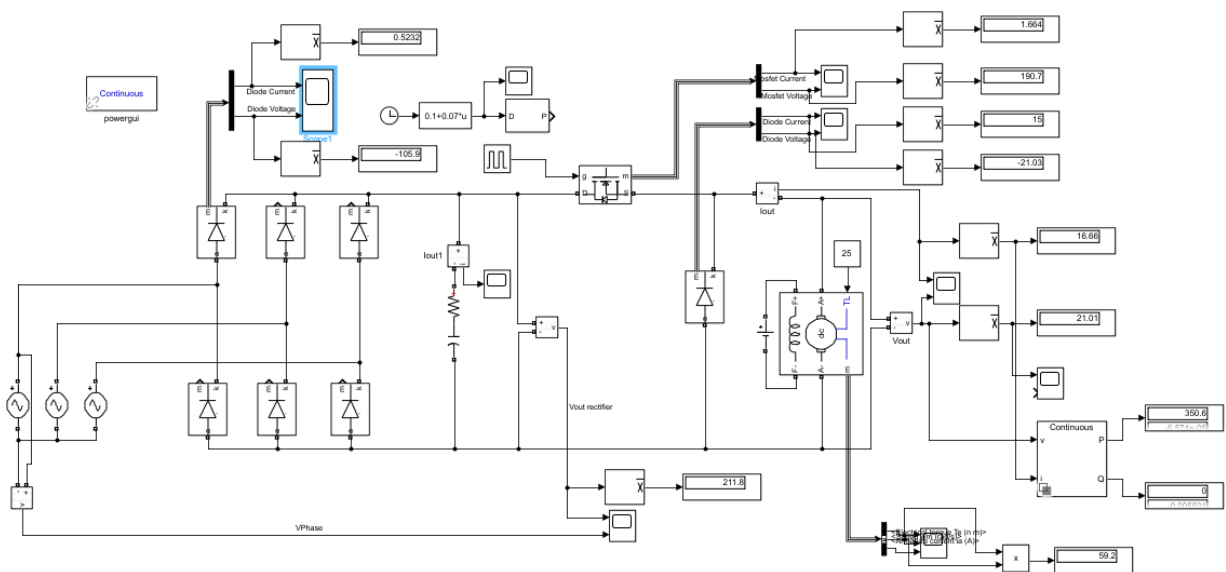 Continuous
powergui
0.5232
Diode Current
Diode Voltage
Scope1
-105.9
0.1+0.07*u
D
P
1.664
Mosfet Current
Mosfet Voltage
190.7
Diode Current
Diode Voltage
15
-21.03
g
m
D
Iout
i
16.66
Iout1
25
F+
A+
TL
dc
F-
A-
m
v
Vout
21.01
v
Vout rectifier
Continuous
v
P
i
Q
350.6
0
211.8
VPhase
59.2
m
k
m
k
m
k
m
k
m
k
m
k
m
k